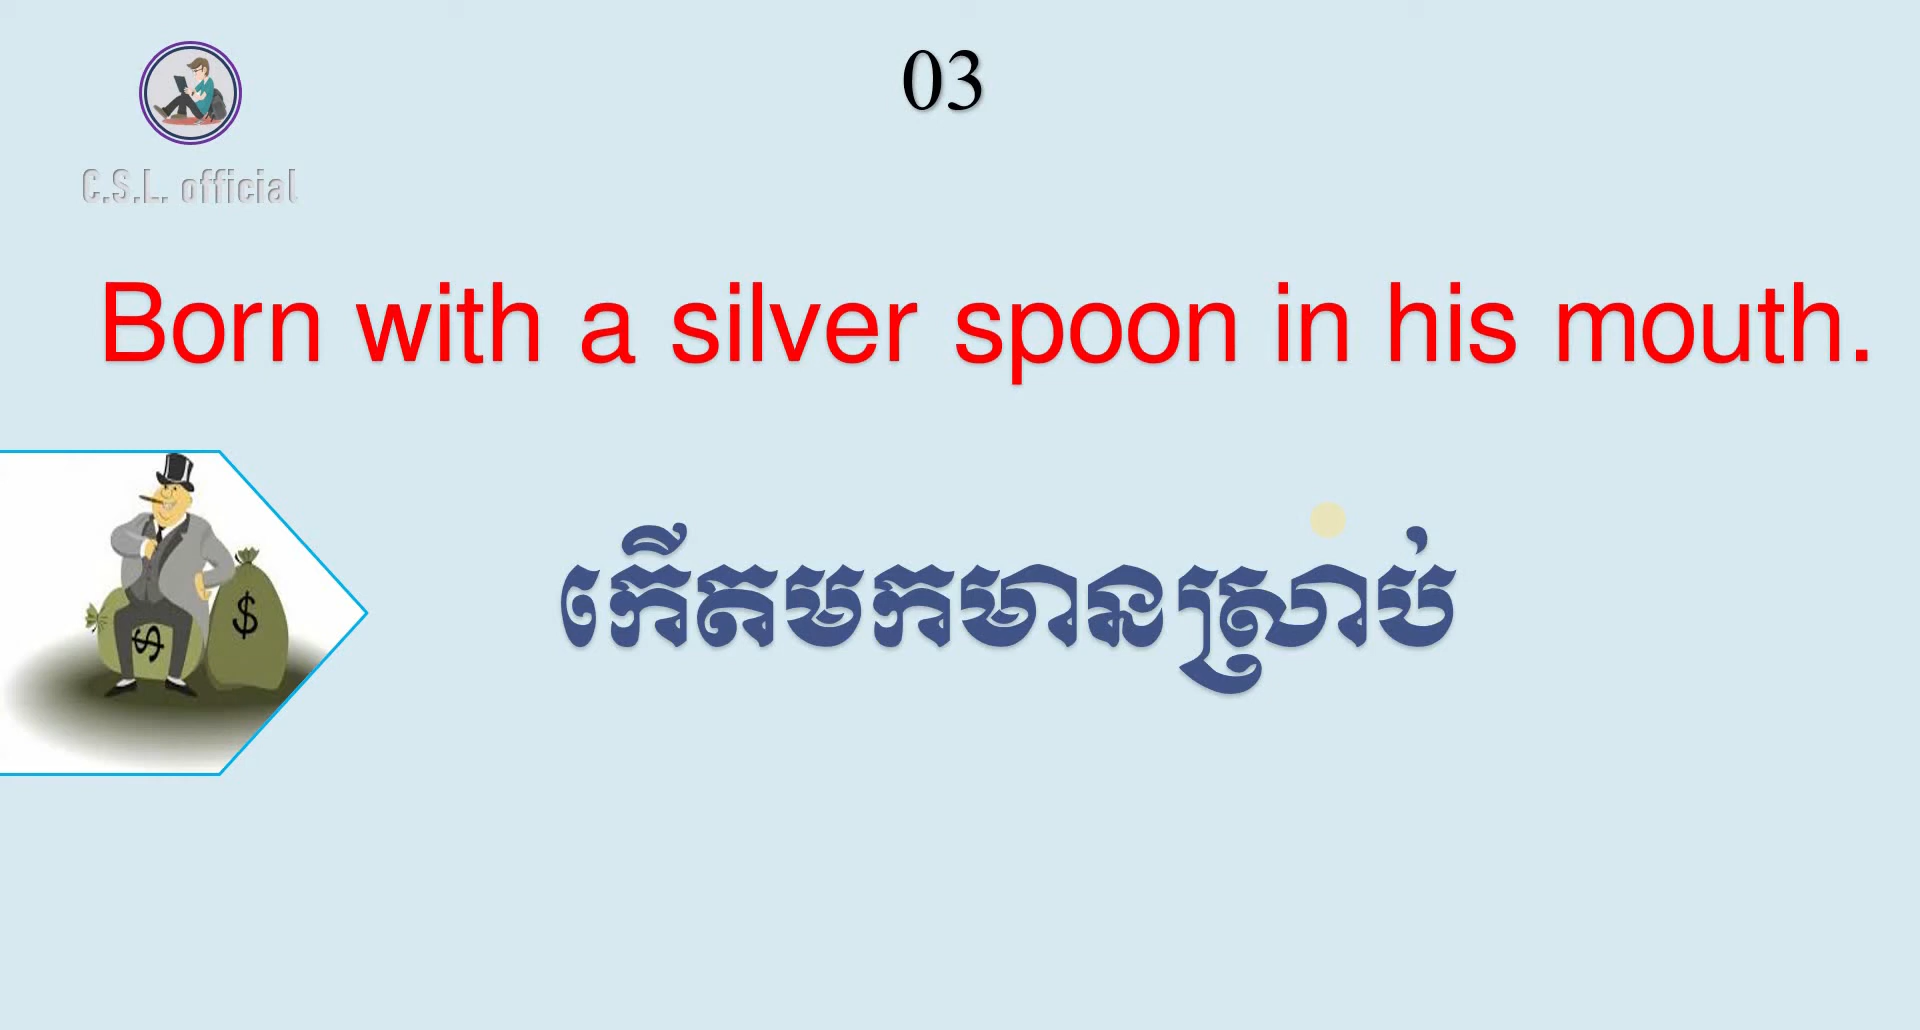 03
C.S.L. official
Born with a silver spoon in his mouth.
កើតមកមានស្រាប់
$ $